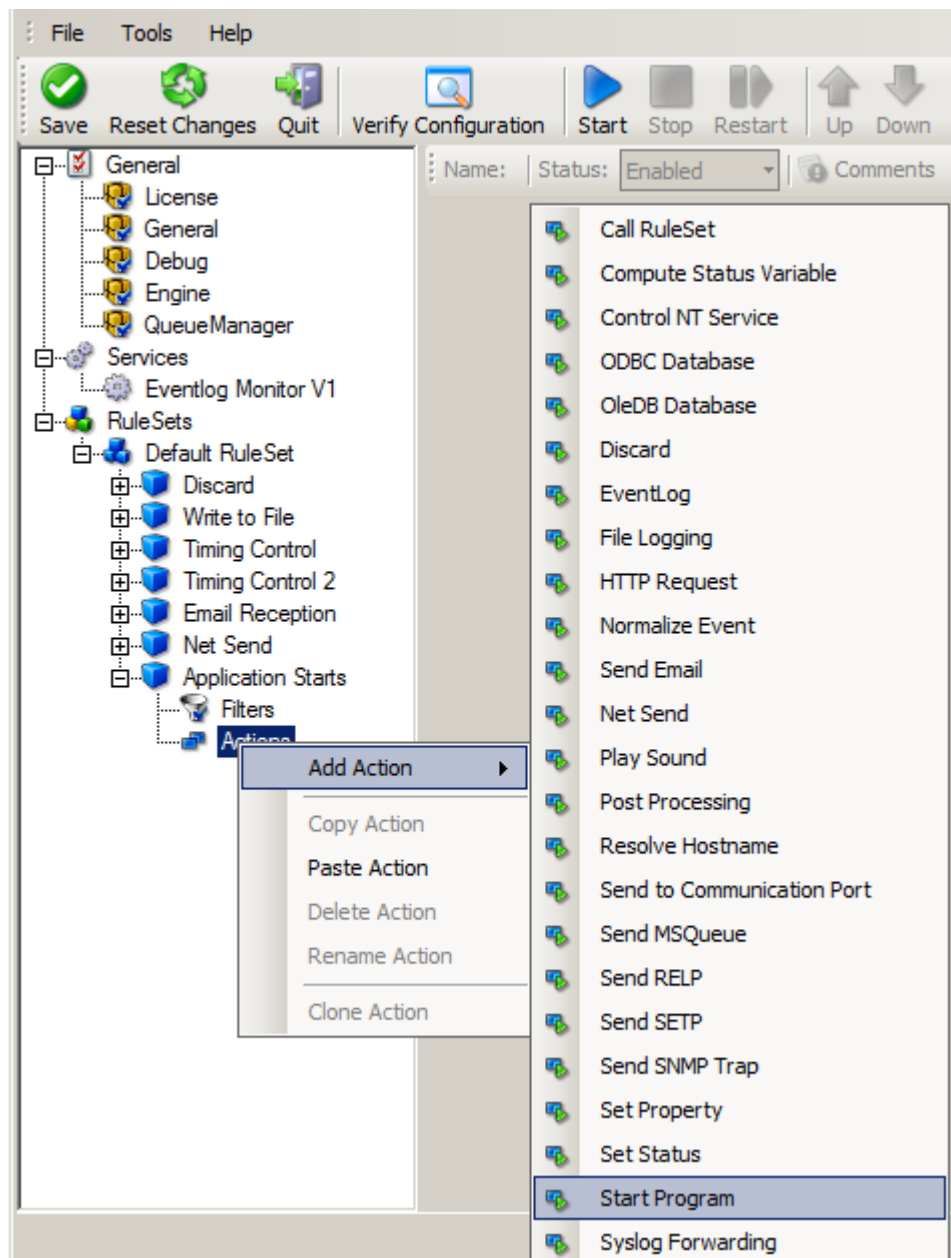 File Tools Help
Save Reset Changes Quit Verify Configuration Start Stop Restart Up Down
Name: Status: Enabled Comments
General
License
General
Debug
Engine
QueueManager
Services
Eventlog Monitor V1
RuleSets
Default RuleSet
Discard
Write to File
Timing Control
Timing Control 2
Email Reception
Net Send
Application Starts
Filters
Actions
Add Action
Copy Action
Paste Action
Delete Action
Rename Action
Clone Action
Call RuleSet
Compute Status Variable
Control NT Service
ODBC Database
OleDB Database
Discard
EventLog
File Logging
HTTP Request
Normalize Event
Send Email
Net Send
Play Sound
Post Processing
Resolve Hostname
Send to Communication Port
Send MSQueue
Send RELP
Send SETP
Send SNMP Trap
Set Property
Set Status
Start Program
Syslog Forwarding